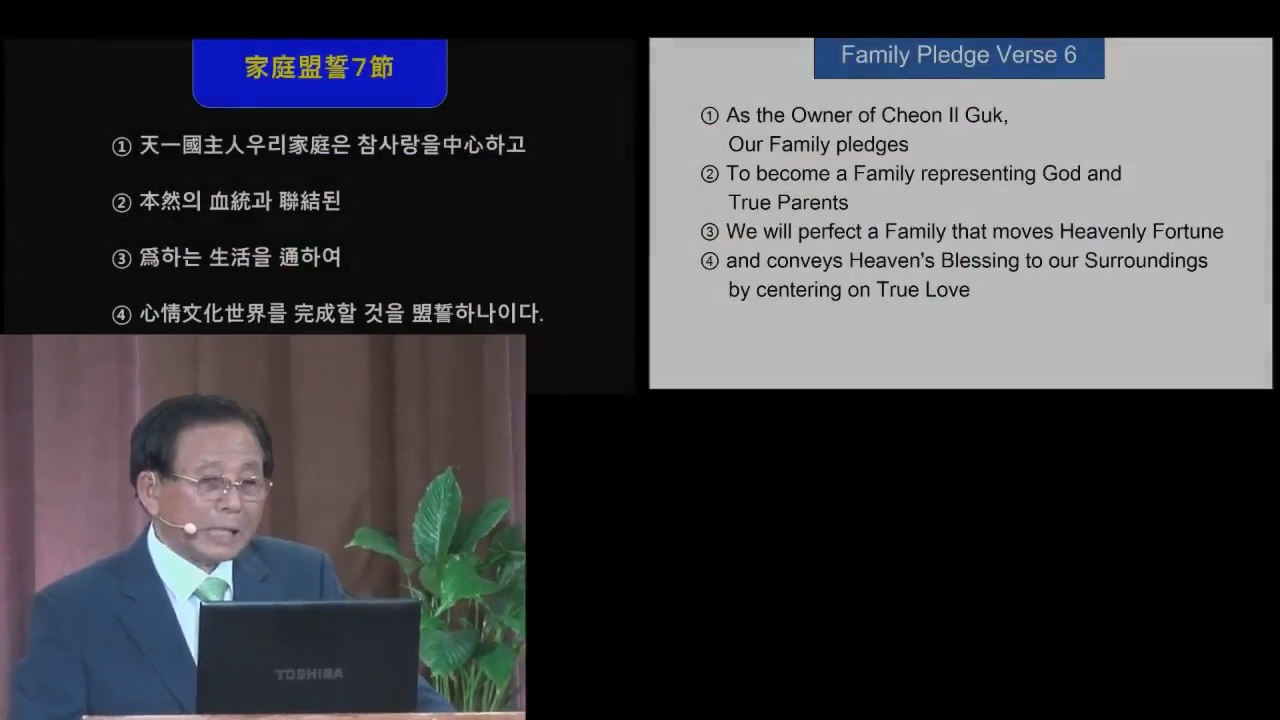 家庭盟誓7節
① 天一國主人우리家庭은 참사랑을中心하고
② 本然의 血統과 聯結된
③ 爲하는 生活을 通하여
④ 心情文化世界를 完成할 것을 盟誓하나이다.
Family Pledge Verse 6
① As the Owner of Cheon Il Guk,
Our Family pledges
② To become a Family representing God and
True Parents
③ We will perfect a Family that moves Heavenly Fortune
④ and conveys Heaven's Blessing to our Surroundings
by centering on True Love
TOSHIBA